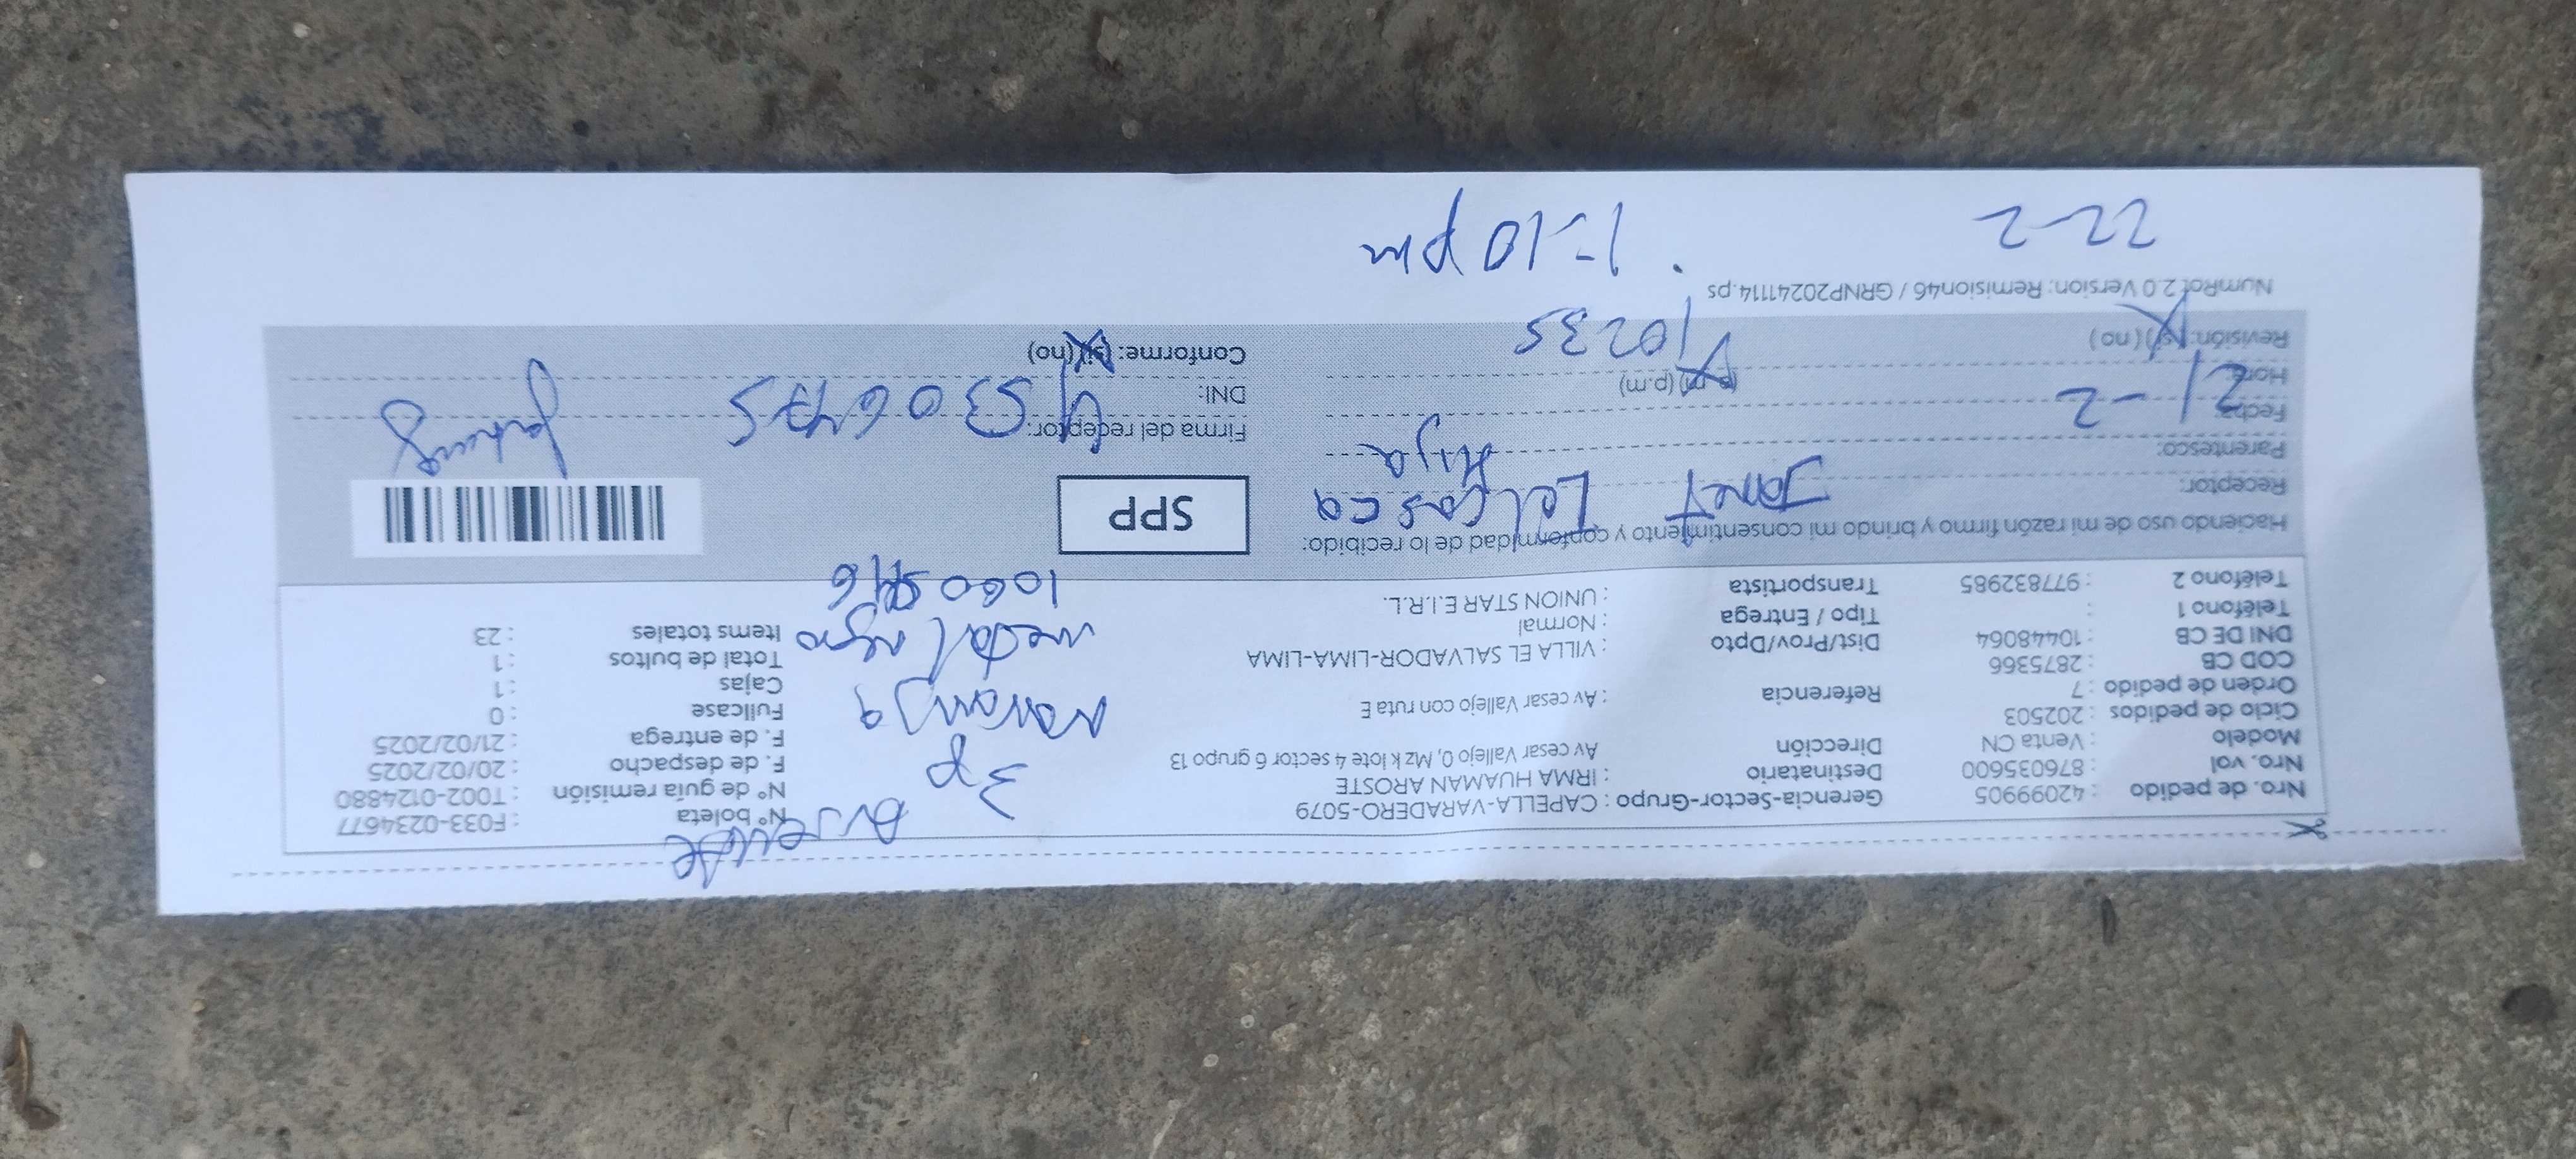 Nro. de pedido : 42099905
Nro. vol : 876035600
Modelo : Venta CN
Ciclo de pedidos : 202503
Orden de pedido : 7
COD CB : 2875366
DNI DE CB : 10448064
Teléfono 1 :
Teléfono 2 : 977832985
Gerencia-Sector-Grupo : CAPELLA-VARADERO-5079
Destinatario : IRMA HUAMAN AROSTE
Dirección Av cesar Vallejo 0, Mz k lote 4 sector 6 grupo 13
Referencia : Av cesar Vallejo con ruta E
Dist/Prov/Dpto : VILLA EL SALVADOR-LIMA-LIMA
Tipo / Entrega : Normal
Transportista : UNION STAR E.I.R.L.
Ausente
3p
naranja
metal negro
N° boleta : F033-0234677
N° de guía remisión : T002-0124880
F. de despacho : 20/02/2025
F. de entrega : 21/02/2025
Fullcase : 0
Cajas : 1
Total de bultos : 1
Items totales : 23
Haciendo uso de mi razón firmo y brindo mi consentimiento y conformidad de lo recibido:
Receptor: Janet
Parentesco: Hija
Fecha: 21-2
Hora: (a.m) (p.m)
Revisión: (si) (no)
10235
SPP
Firma del receptor:
DNI:
Conforme: (si) (no)
NumRot 2.0 Version: Remision46 / GRNP20241114.ps
22-2
1-10 pm